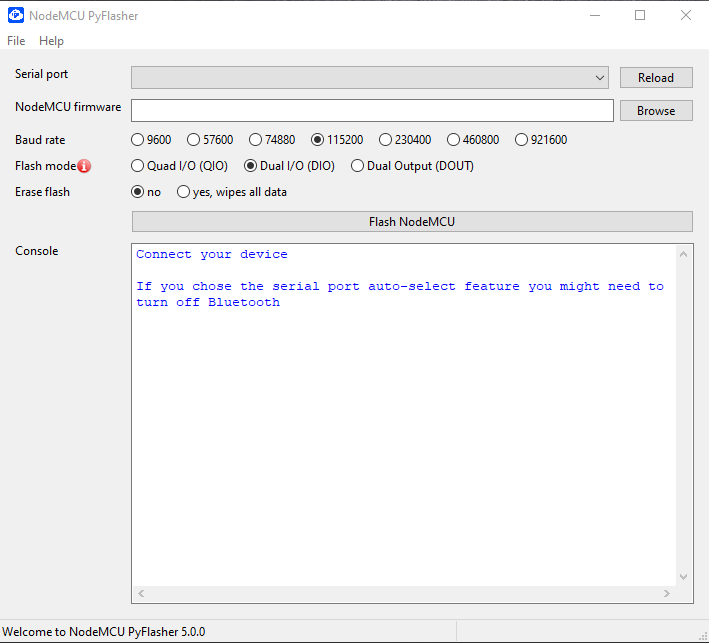 NodeMCU PyFlasher
File Help
Serial port
Reload
NodeMCU firmware
Browse
Baud rate 9600 57600 74880 115200 230400 460800 921600
Flash mode Quad I/O (QIO) Dual I/O (DIO) Dual Output (DOUT)
Erase flash no yes, wipes all data
Flash NodeMCU
Console
Connect your device
If you chose the serial port auto-select feature you might need to
turn off Bluetooth
Welcome to NodeMCU PyFlasher 5.0.0